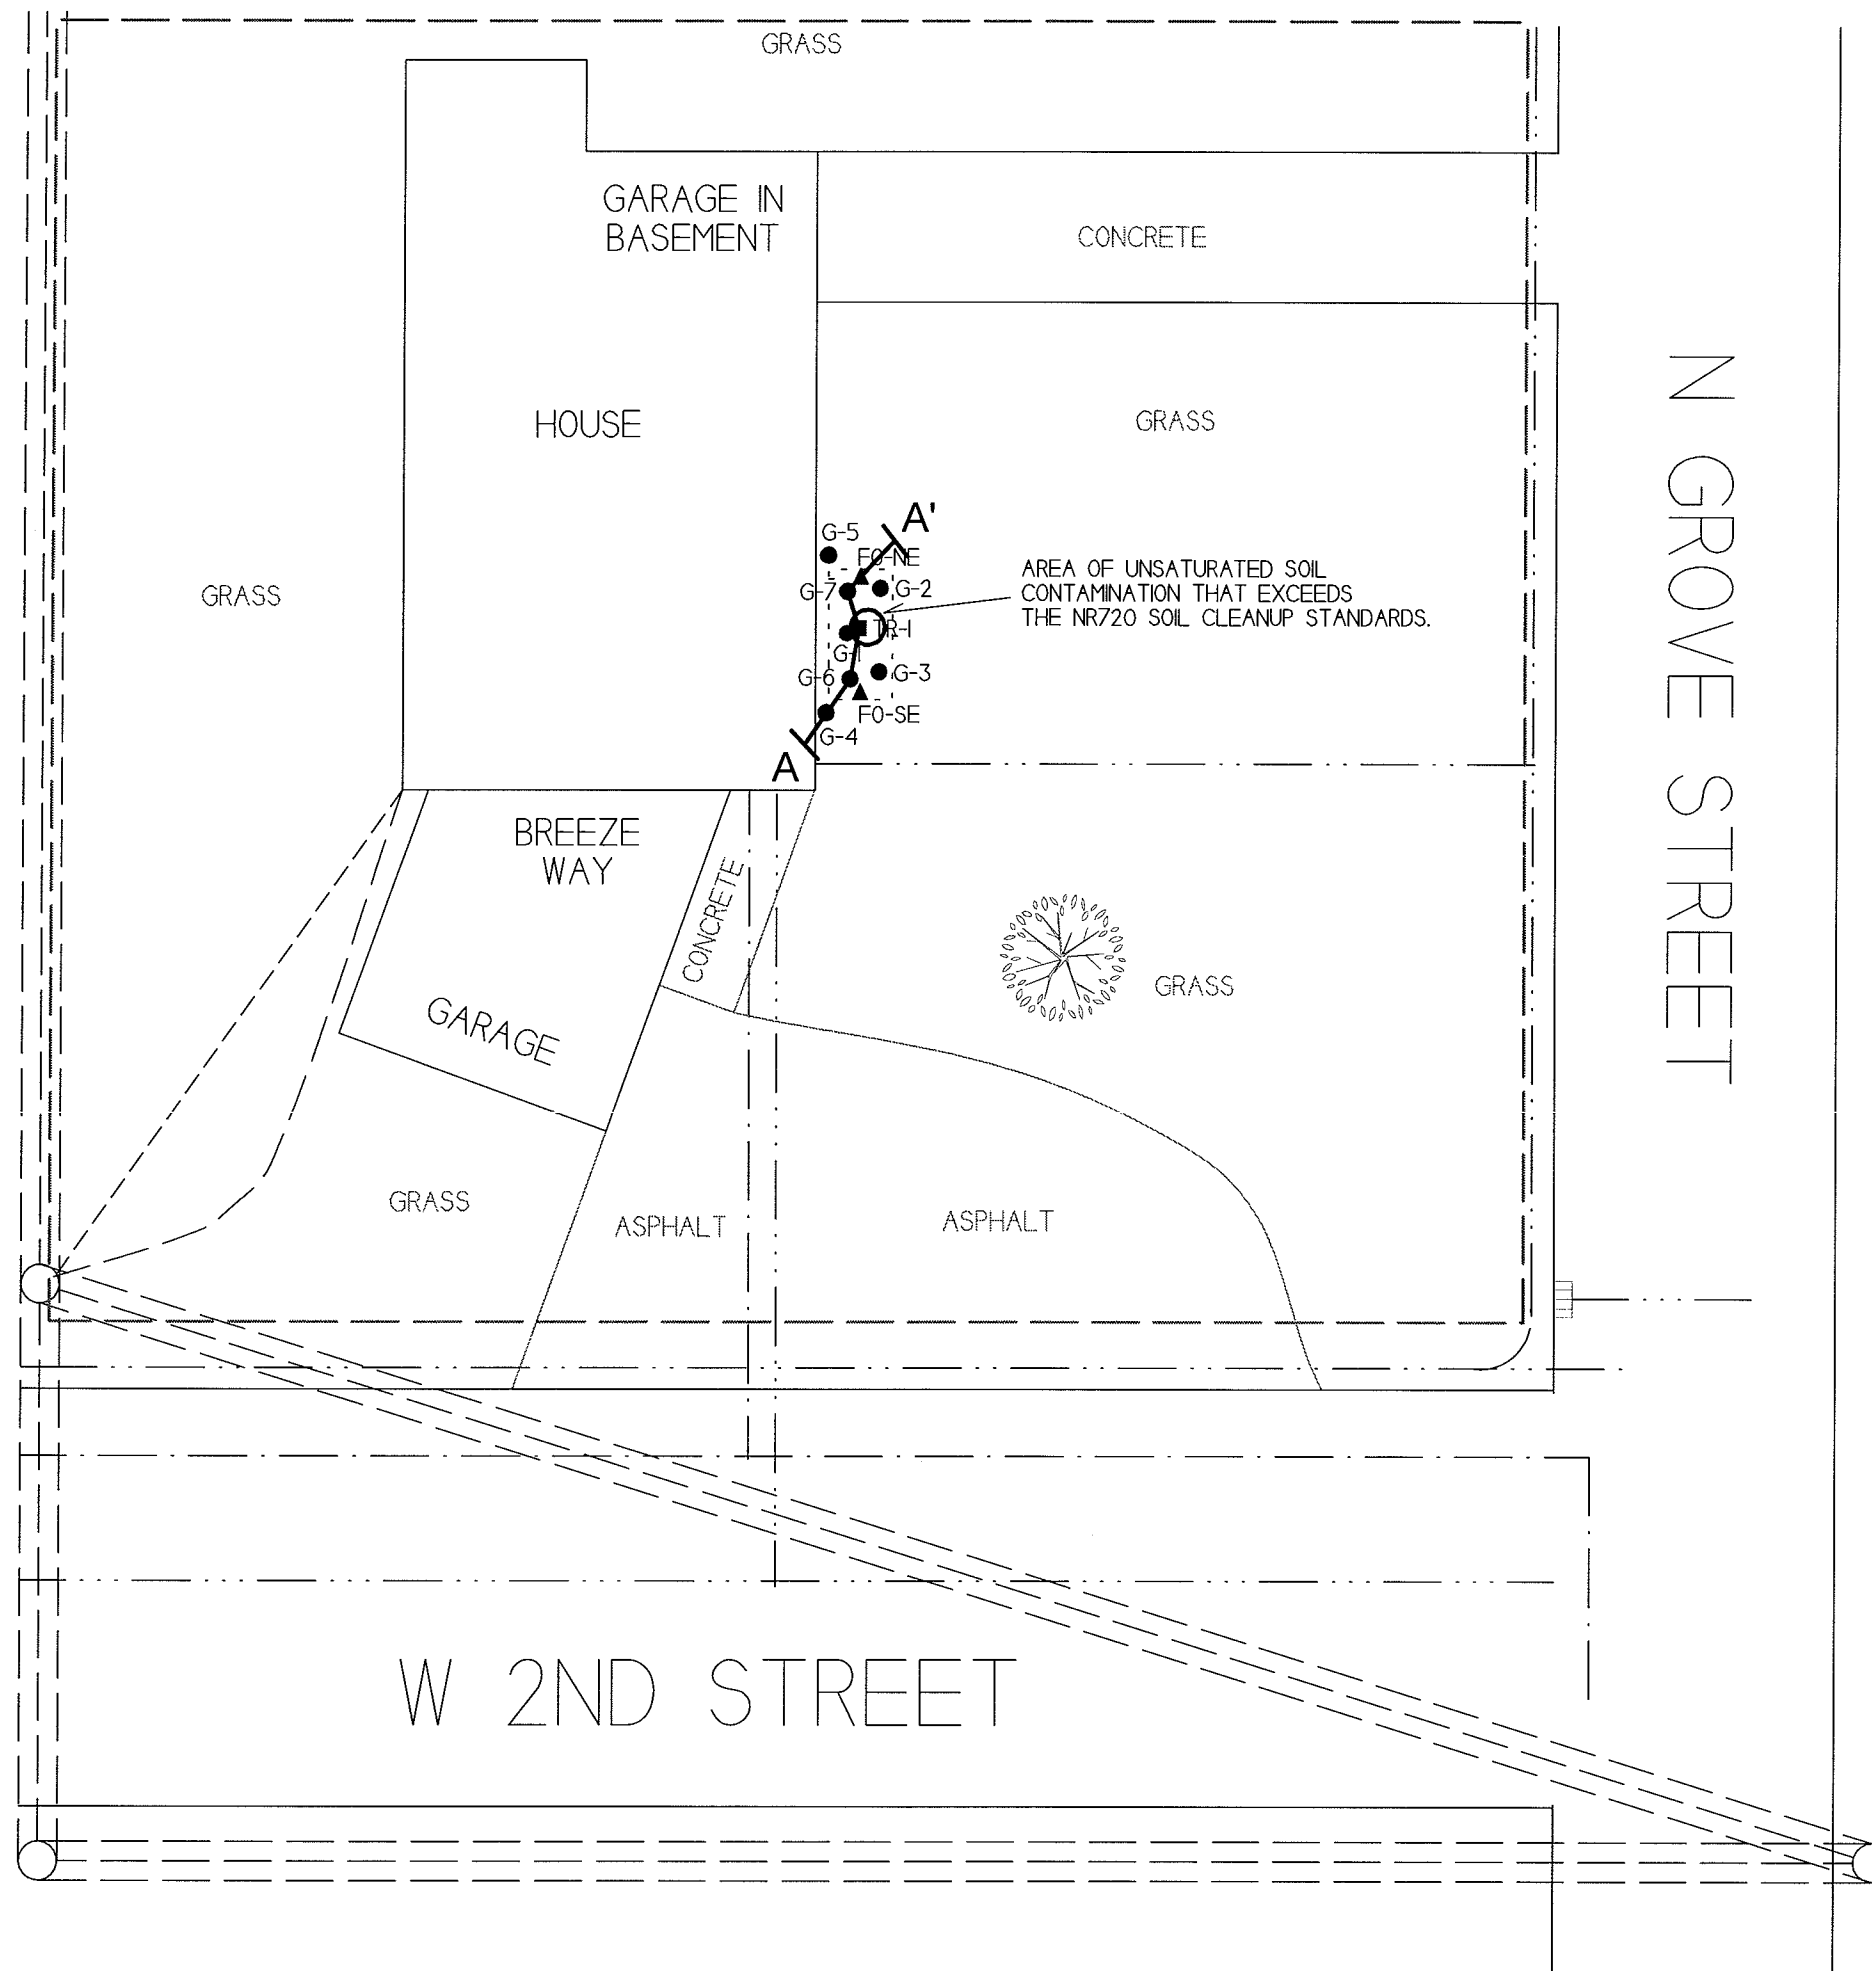 GRASS
GARAGE IN
BASEMENT
CONCRETE
HOUSE
GRASS
N GROVE STREET
A'
G-5
FO-NE
AREA OF UNSATURATED SOIL
CONTAMINATION THAT EXCEEDS
THE NR720 SOIL CLEANUP STANDARDS.
GRASS
G-7
G-2
TR-1
G-1
G-6
G-3
FO-SE
G-4
A
BREEZE
WAY
CONCRETE
GRASS
GARAGE
GRASS
ASPHALT
ASPHALT
W 2ND STREET